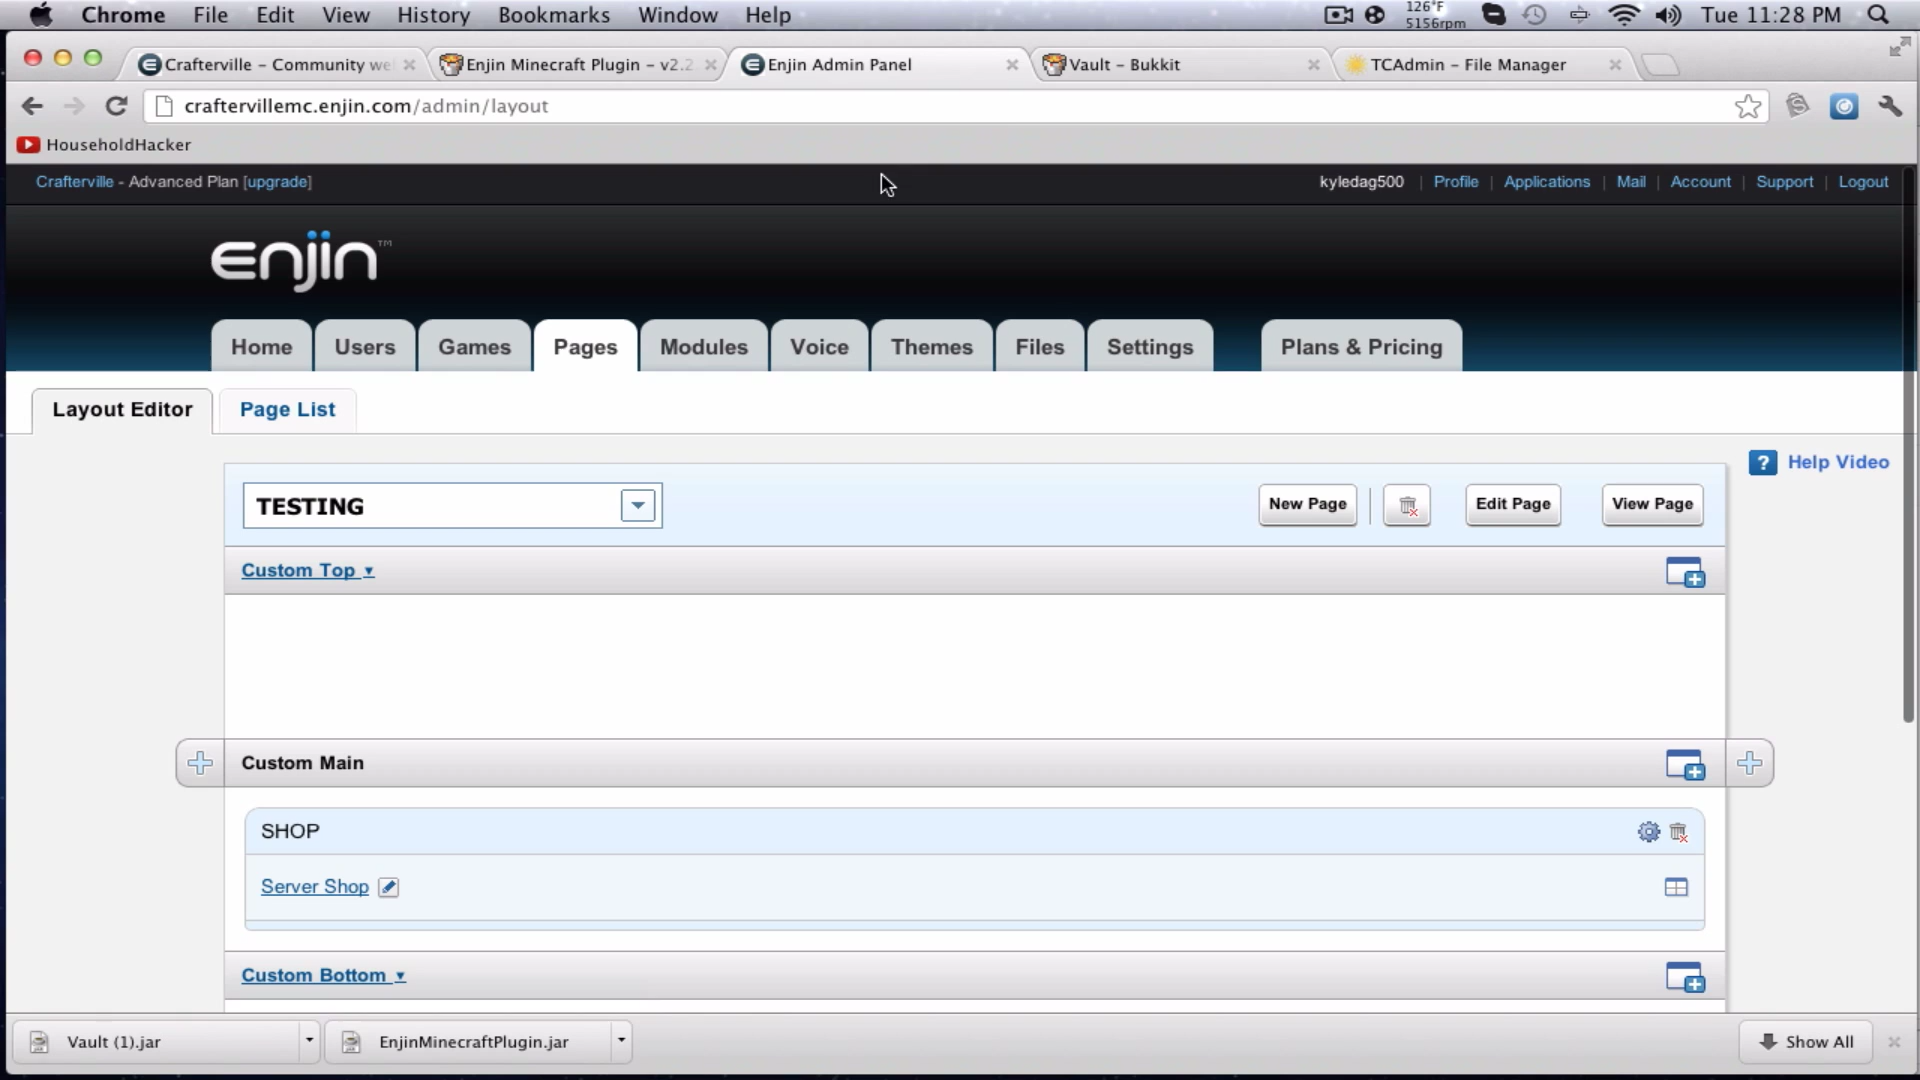 Chrome File Edit View History Bookmarks Window Help 126°F 5156rpm Tue 11:28 PM
Crafterville – Community we Enjin Minecraft Plugin – v2.2 Enjin Admin Panel Vault – Bukkit TCAdmin – File Manager
craftervillemc.enjin.com/admin/layout
HouseholdHacker
Crafterville - Advanced Plan [upgrade] kyledag500 | Profile | Applications | Mail | Account | Support | Logout
enjin™
Home Users Games Pages Modules Voice Themes Files Settings Plans & Pricing
Layout Editor Page List
? Help Video
TESTING New Page Edit Page View Page
Custom Top ▾
Custom Main
SHOP
Server Shop
Custom Bottom ▾
Vault (1).jar EnjinMinecraftPlugin.jar Show All